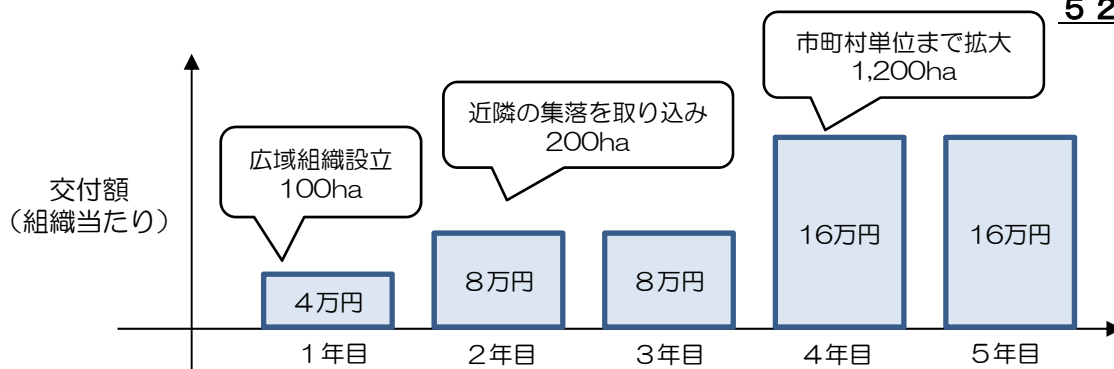 ５２
市町村単位まで拡大
1,200ha
近隣の集落を取り込み
200ha
広域組織設立
100ha
交付額
（組織当たり）
４万円
８万円
８万円
16万円
16万円
１年目
２年目
３年目
４年目
５年目